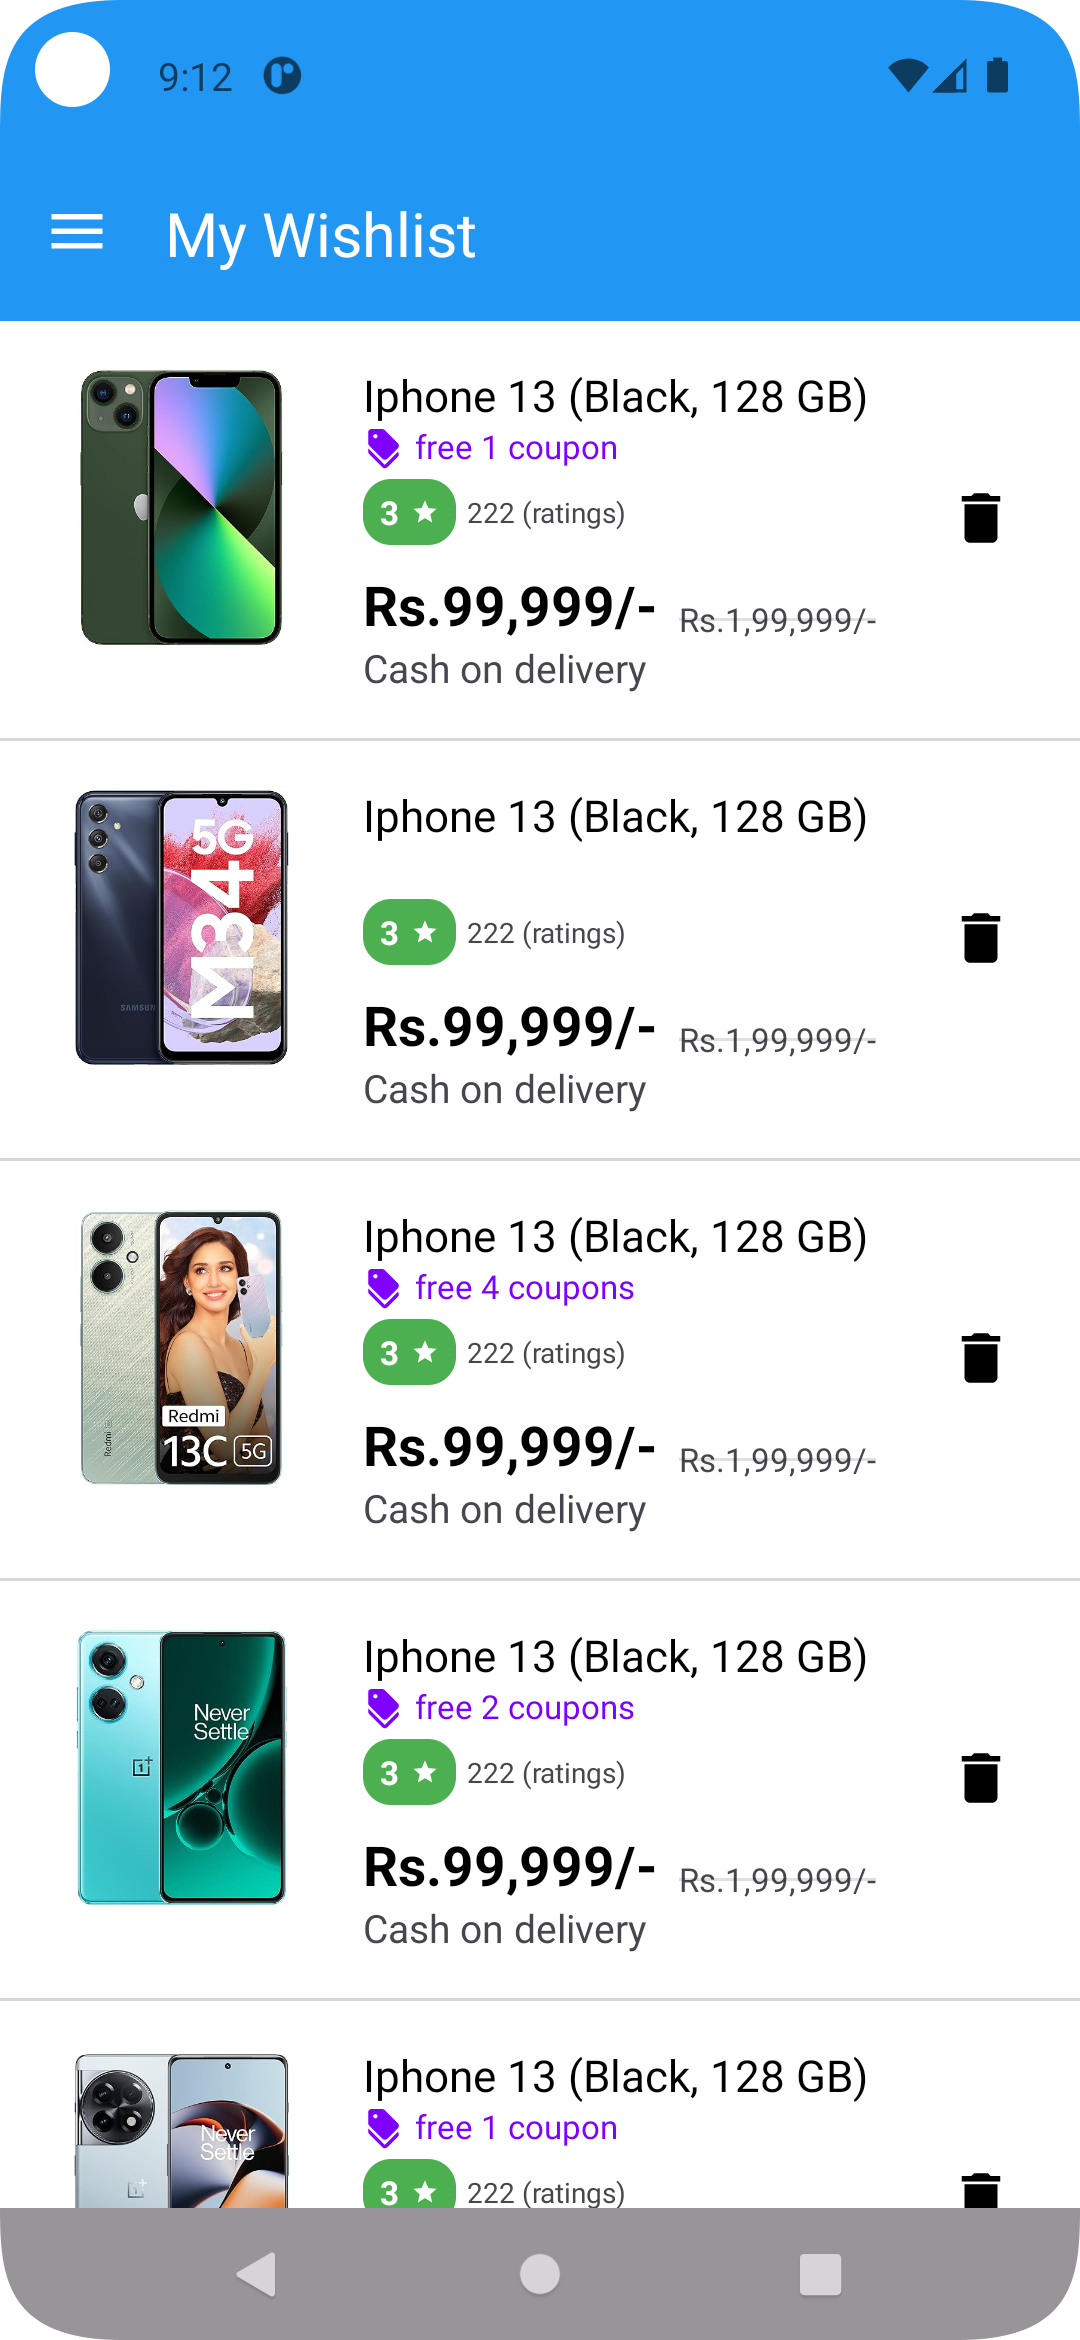 9:12
My Wishlist
Iphone 13 (Black, 128 GB)
free 1 coupon
3 ★ 222 (ratings)
Rs.99,999/- Rs.1,99,999/-
Cash on delivery
5G
M34
SAMSUNG
Iphone 13 (Black, 128 GB)
3 ★ 222 (ratings)
Rs.99,999/- Rs.1,99,999/-
Cash on delivery
Redmi
Redmi
13C 5G
Iphone 13 (Black, 128 GB)
free 4 coupons
3 ★ 222 (ratings)
Rs.99,999/- Rs.1,99,999/-
Cash on delivery
Never
Settle
Iphone 13 (Black, 128 GB)
free 2 coupons
3 ★ 222 (ratings)
Rs.99,999/- Rs.1,99,999/-
Cash on delivery
Never
Settle
Iphone 13 (Black, 128 GB)
free 1 coupon
3 ★ 222 (ratings)